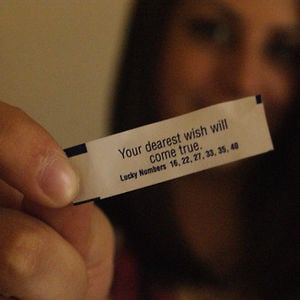 Your dearest wish will
come true.
Lucky Numbers 16, 22, 27, 33, 35, 40